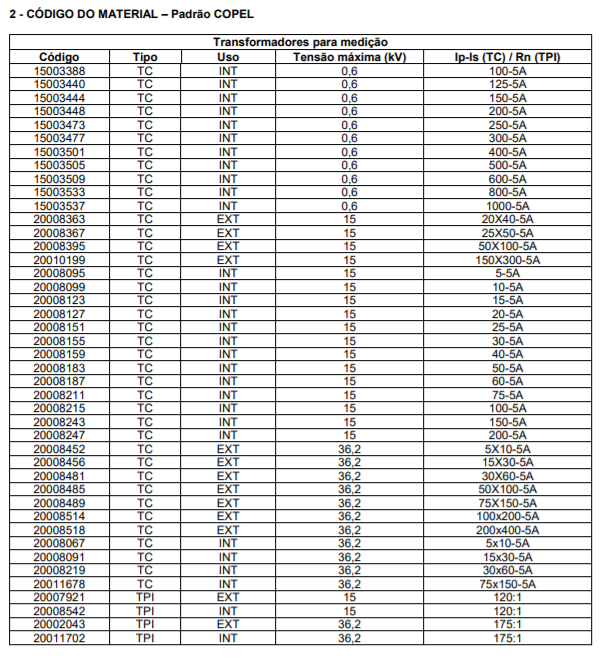 2 - CÓDIGO DO MATERIAL – Padrão COPEL
Transformadores para medição
Código Tipo Uso Tensão máxima (kV) Ip-Is (TC) / Rn (TPI)
15003388 TC INT 0,6 100-5A
15003440 TC INT 0,6 125-5A
15003444 TC INT 0,6 150-5A
15003448 TC INT 0,6 200-5A
15003473 TC INT 0,6 250-5A
15003477 TC INT 0,6 300-5A
15003501 TC INT 0,6 400-5A
15003505 TC INT 0,6 500-5A
15003509 TC INT 0,6 600-5A
15003533 TC INT 0,6 800-5A
15003537 TC INT 0,6 1000-5A
20008363 TC EXT 15 20X40-5A
20008367 TC EXT 15 25X50-5A
20008395 TC EXT 15 50X100-5A
20010199 TC EXT 15 150X300-5A
20008095 TC INT 15 5-5A
20008099 TC INT 15 10-5A
20008123 TC INT 15 15-5A
20008127 TC INT 15 20-5A
20008151 TC INT 15 25-5A
20008155 TC INT 15 30-5A
20008159 TC INT 15 40-5A
20008183 TC INT 15 50-5A
20008187 TC INT 15 60-5A
20008211 TC INT 15 75-5A
20008215 TC INT 15 100-5A
20008243 TC INT 15 150-5A
20008247 TC INT 15 200-5A
20008452 TC EXT 36,2 5X10-5A
20008456 TC EXT 36,2 15X30-5A
20008481 TC EXT 36,2 30X60-5A
20008485 TC EXT 36,2 50X100-5A
20008489 TC EXT 36,2 75X150-5A
20008514 TC EXT 36,2 100x200-5A
20008518 TC EXT 36,2 200x400-5A
20008067 TC INT 36,2 5x10-5A
20008091 TC INT 36,2 15x30-5A
20008219 TC INT 36,2 30x60-5A
20011678 TC INT 36,2 75x150-5A
20007921 TPI EXT 15 120:1
20008542 TPI INT 15 120:1
20002043 TPI EXT 36,2 175:1
20011702 TPI INT 36,2 175:1